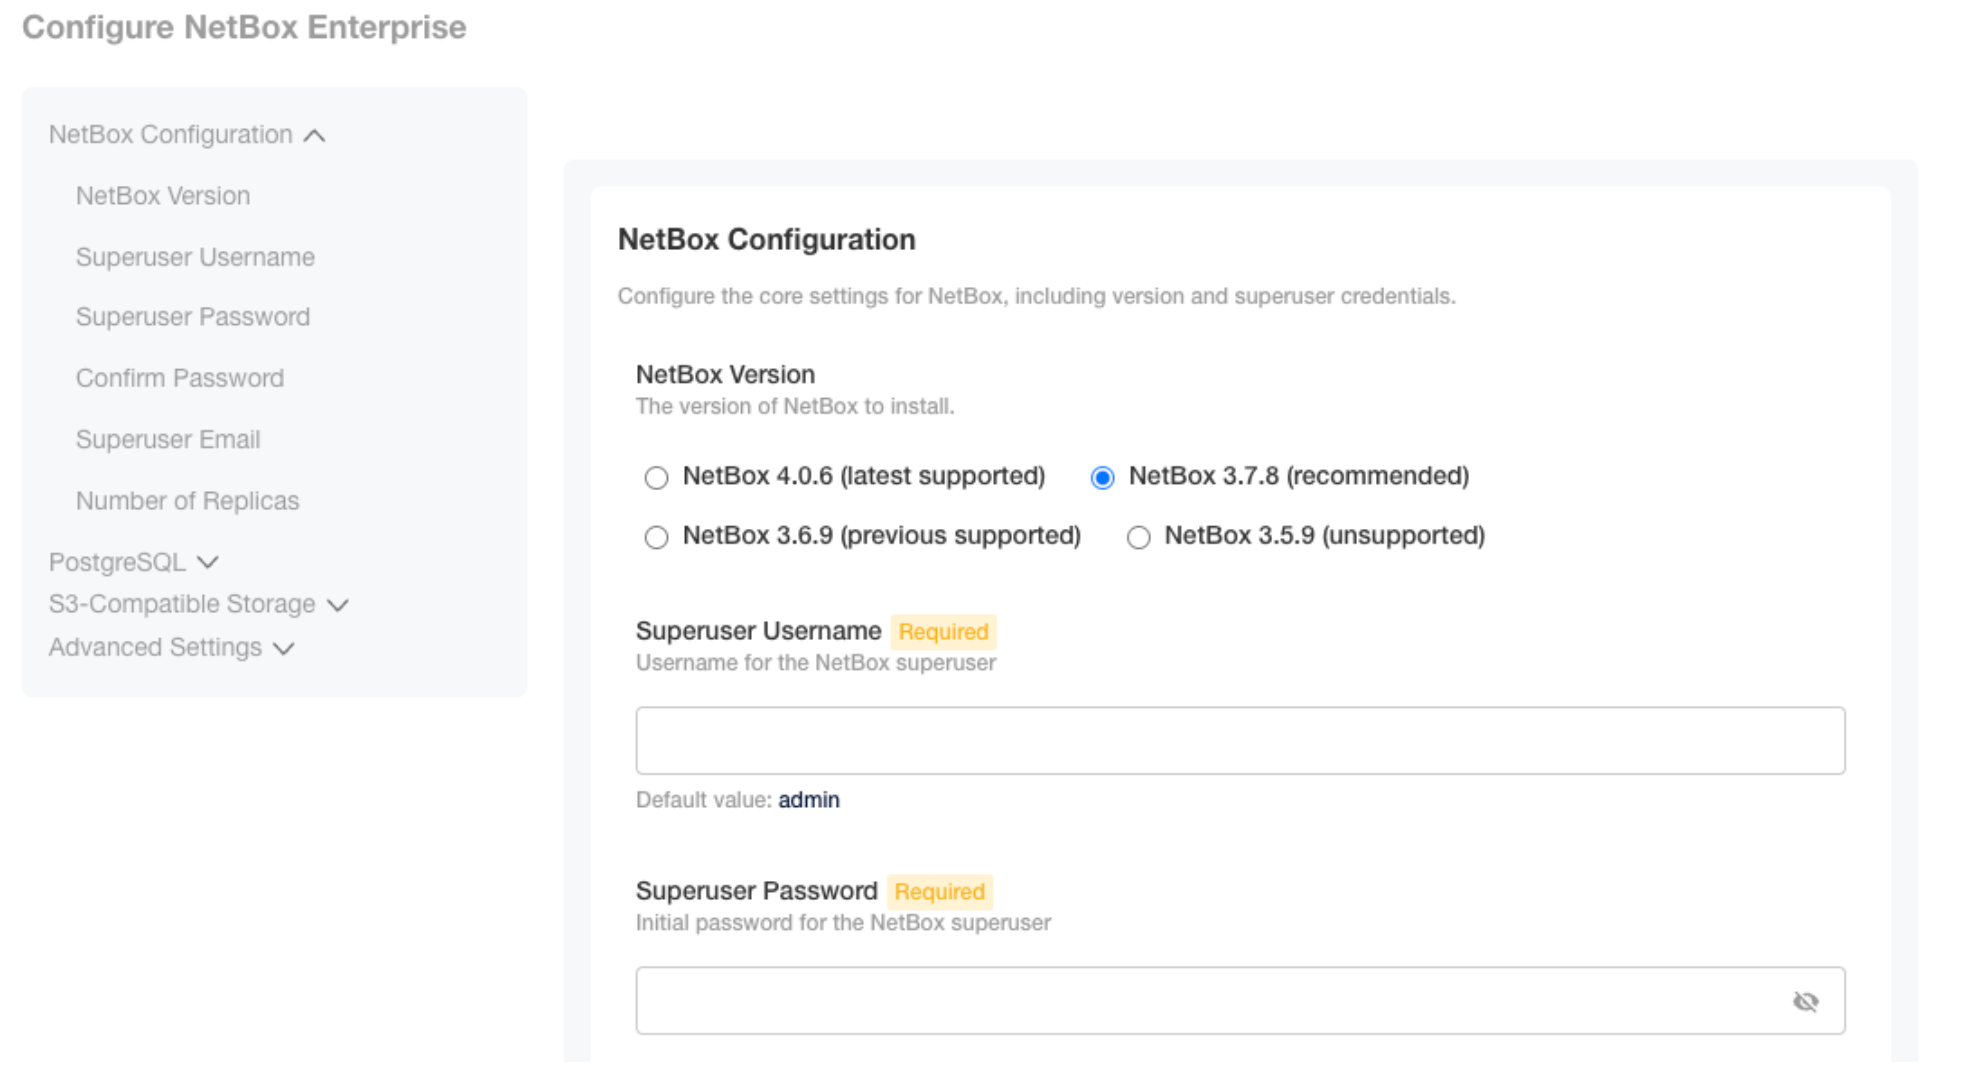 Configure NetBox Enterprise
NetBox Configuration
NetBox Version
Superuser Username
Superuser Password
Confirm Password
Superuser Email
Number of Replicas
PostgreSQL
S3-Compatible Storage
Advanced Settings
NetBox Configuration
Configure the core settings for NetBox, including version and superuser credentials.
NetBox Version
The version of NetBox to install.
NetBox 4.0.6 (latest supported) NetBox 3.7.8 (recommended)
NetBox 3.6.9 (previous supported) NetBox 3.5.9 (unsupported)
Superuser Username Required
Username for the NetBox superuser
Default value: admin
Superuser Password Required
Initial password for the NetBox superuser